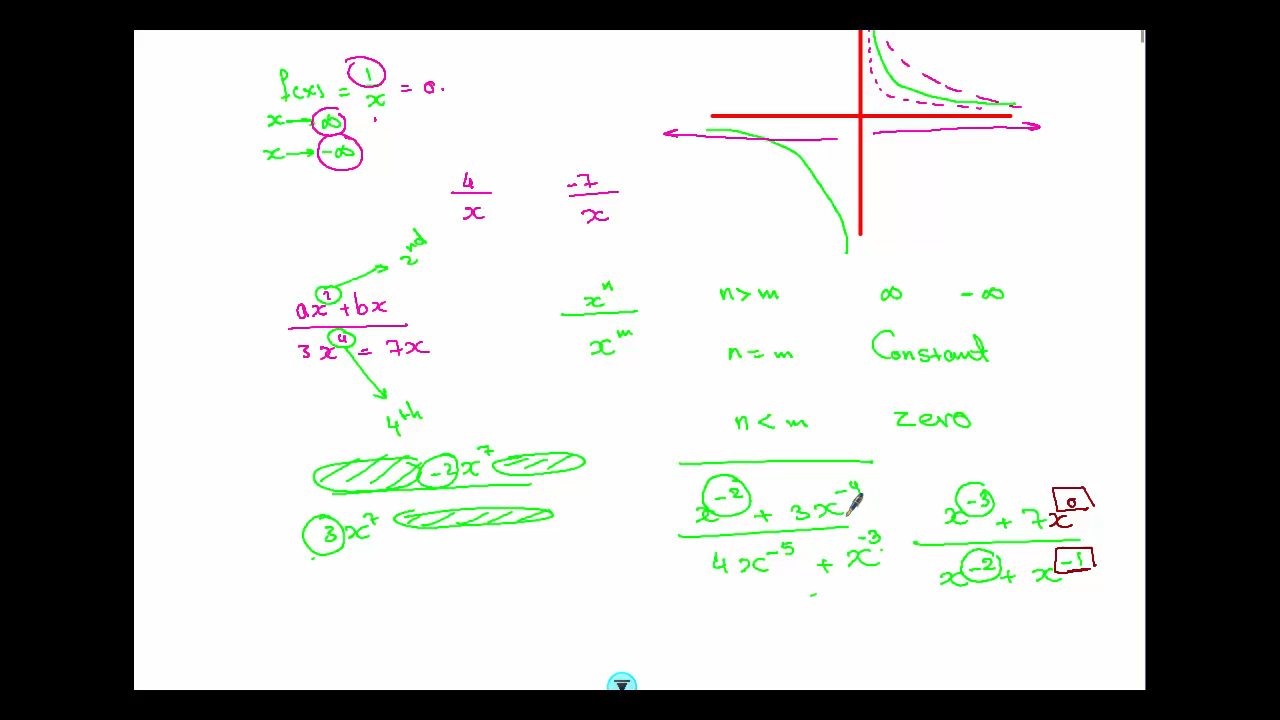 f(x) = 1/x = 0.
x → ∞
x → -∞
4/x -7/x
2nd
ax² + bx / 3x⁴ = 7x
4th
xⁿ / xᵐ
n > m ∞ -∞
n = m Constant
n < m Zero
-2x⁷ / 3x⁷
x⁻² + 3x⁻⁴ / 4x⁻⁵ + x⁻³
x⁻³ + 7x⁰ / x⁻² + x⁻¹